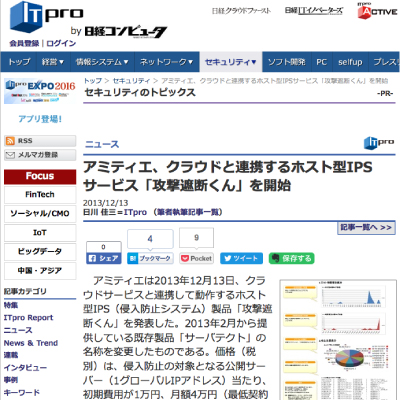 ITpro
by 日経コンピュータ
日経クラウドファースト
日経ITイノベーターズ
ITpro ACTIVE
会員登録 | ログイン
トップ 経営▼ 情報システム▼ ネットワーク▼ セキュリティ▼ ソフト開発 PC selfup プレス
トップ > セキュリティ > アミティエ、クラウドと連携するホスト型IPSサービス「攻撃遮断くん」を開始
ITpro EXPO2016
セキュリティのトピックス
-PR-
アプリ登場!
RSS
メルマガ登録
Focus
FinTech
ソーシャル/CMO
IoT
ビッグデータ
中国・アジア
記事カテゴリ
特集
ITpro Report
ニュース
News & Trend
連載
インタビュー
事例
キーワード
ニュース
ITpro
アミティエ、クラウドと連携するホスト型IPS
サービス「攻撃遮断くん」を開始
2013/12/13
日川 佳三=ITpro (筆者執筆記事一覧)
記事一覧へ >>
0 4 9
シェア ブックマーク Pocket ツイート 保存する
アミティエは2013年12月13日、クラ
ウドサービスと連携して動作するホスト
型IPS(侵入防止システム)製品「攻撃遮
断くん」を発表した。2013年2月から提
供している既存製品「サーバテクト」の
名称を変更したものである。価格(税
別)は、侵入防止の対象となる公開サー
バー(1グローバルIPアドレス)当たり、
初期費用が1万円、月額4万円(最低契約